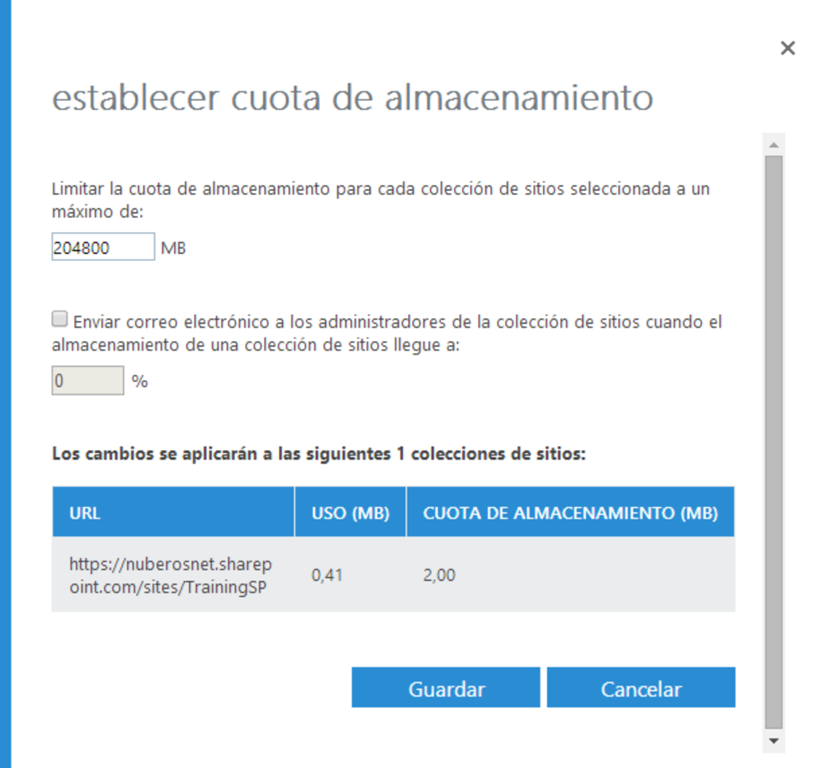 establecer cuota de almacenamiento
Limitar la cuota de almacenamiento para cada colección de sitios seleccionada a un
máximo de:
204800 MB
Enviar correo electrónico a los administradores de la colección de sitios cuando el
almacenamiento de una colección de sitios llegue a:
0 %
Los cambios se aplicarán a las siguientes 1 colecciones de sitios:
URL USO (MB) CUOTA DE ALMACENAMIENTO (MB)
https://nuberosnet.sharep
oint.com/sites/TrainingSP 0,41 2,00
Guardar Cancelar